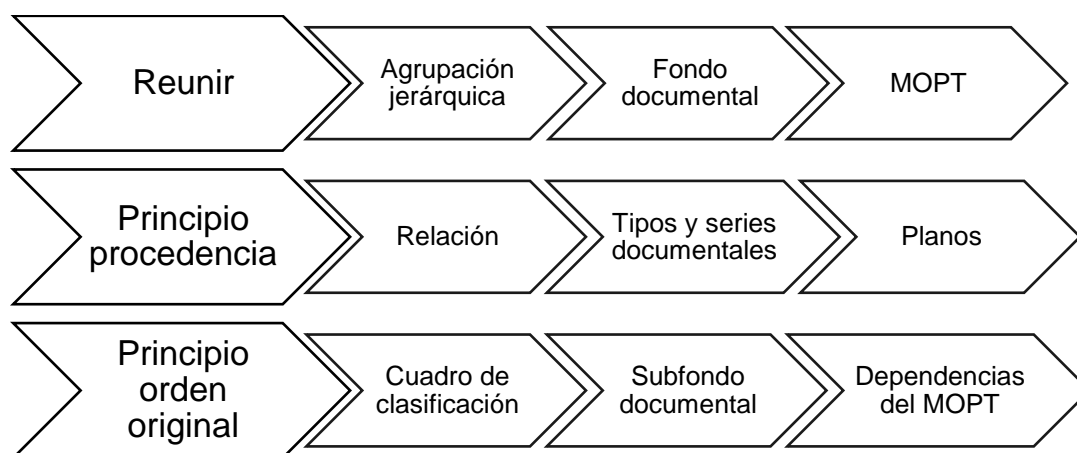 Reunir
Agrupación
jerárquica
Fondo
documental
MOPT
Principio
procedencia
Relación
Tipos y series
documentales
Planos
Principio
orden
original
Cuadro de
clasificación
Subfondo
documental
Dependencias
del MOPT